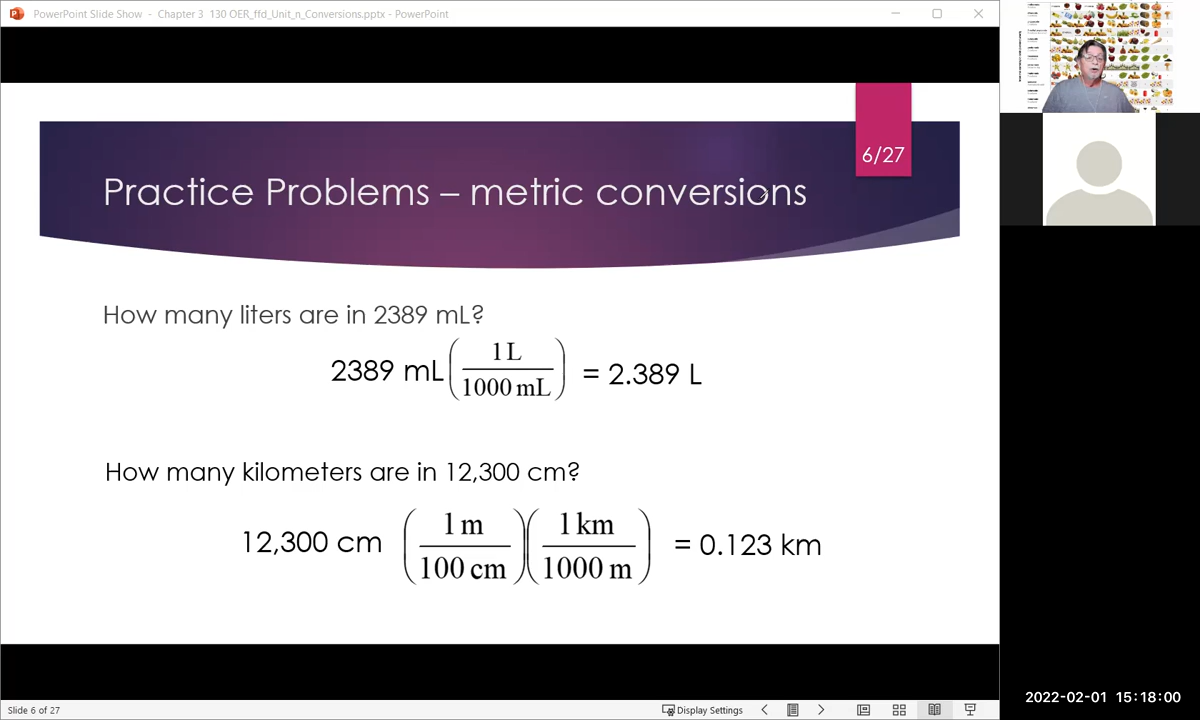 PowerPoint Slide Show - Chapter 3 130 OER_ffd_Unit_n_Conversions.pptx - PowerPoint
6/27
Practice Problems – metric conversions
How many liters are in 2389 mL?
2389 mL (1 L / 1000 mL) = 2.389 L
How many kilometers are in 12,300 cm?
12,300 cm (1 m / 100 cm) (1 km / 1000 m) = 0.123 km
Slide 6 of 27
Display Settings
2022-02-01 15:18:00